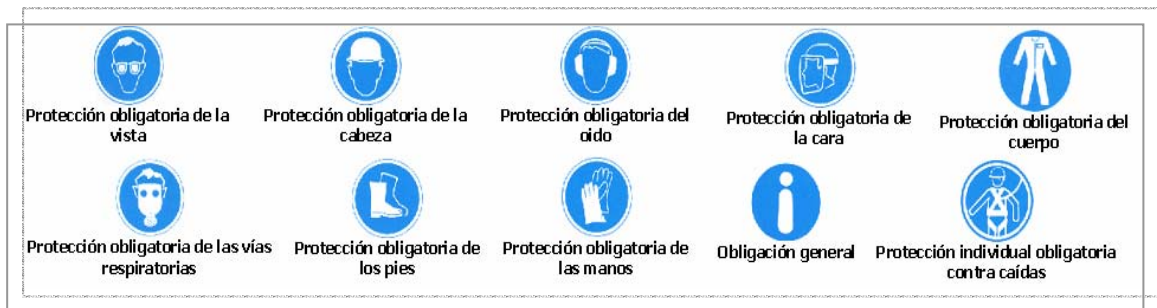 Protección obligatoria de la
vista
Protección obligatoria de la
cabeza
Protección obligatoria del
oido
Protección obligatoria de
la cara
Protección obligatoria del
cuerpo
Protección obligatoria de las vías
respiratorias
Protección obligatoria de
los pies
Protección obligatoria de
las manos
Obligación general
Protección individual obligatoria
contra caídas